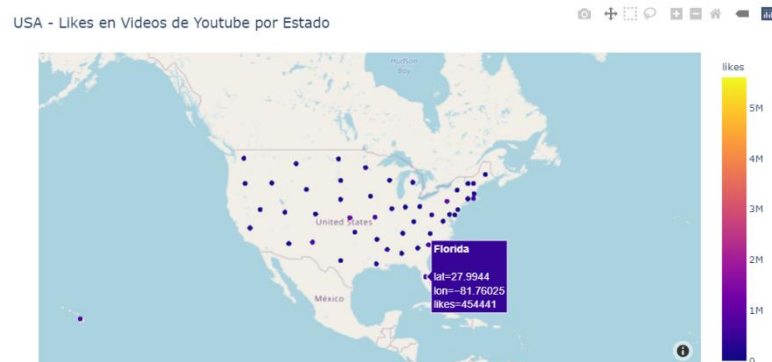 USA - Likes en Videos de Youtube por Estado
Hudson
Bay
likes
5M
4M
3M
2M
1M
0
United States
Florida
lat=27.9944
lon=−81.76025
likes=454441
México